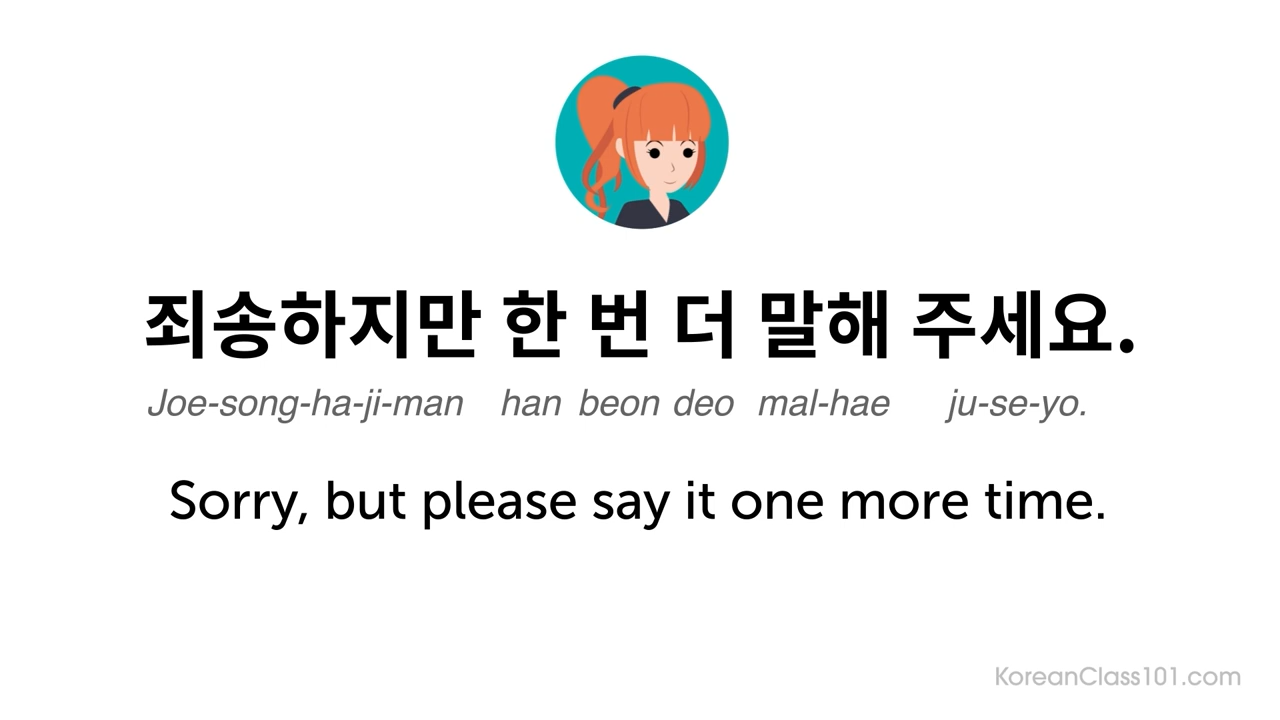 죄송하지만 한 번 더 말해 주세요.
Joe-song-ha-ji-man han beon deo mal-hae ju-se-yo.
Sorry, but please say it one more time.
KoreanClass101.com